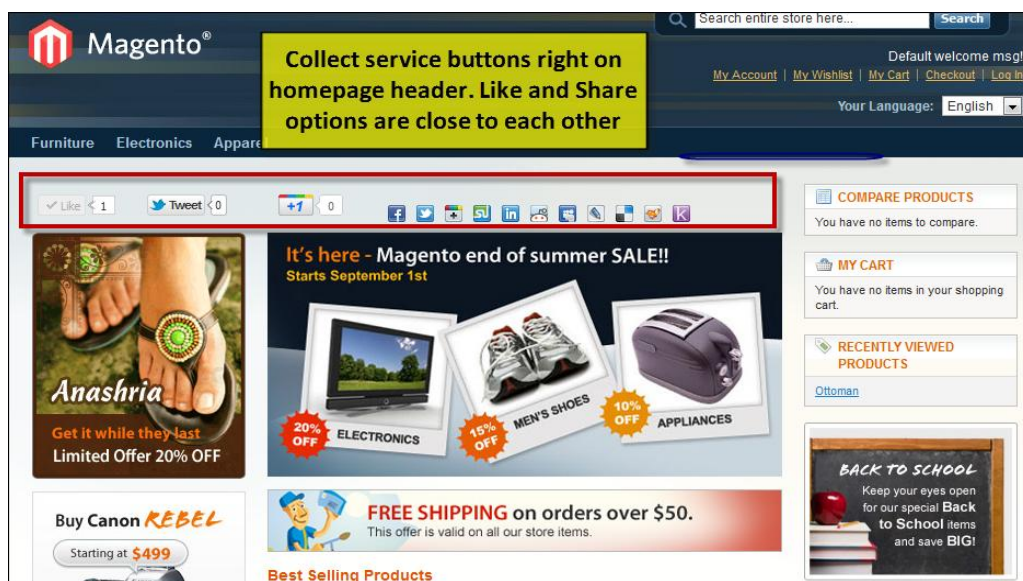 Magento®
Search entire store here...
Search
Collect service buttons right on
homepage header. Like and Share
options are close to each other
Default welcome msg!
My Account | My Wishlist | My Cart | Checkout | Log In
Your Language: English
Furniture Electronics Apparel
Like 1
Tweet 0
+1 0
COMPARE PRODUCTS
You have no items to compare.
MY CART
You have no items in your shopping
cart.
RECENTLY VIEWED
PRODUCTS
Ottoman
Anashria
Get it while they last
Limited Offer 20% OFF
It's here - Magento end of summer SALE!!
Starts September 1st
20%
OFF
ELECTRONICS
15%
OFF
MEN'S SHOES
10%
OFF
APPLIANCES
BACK TO SCHOOL
Keep your eyes open
for our special Back
to School items
and save BIG!
FREE SHIPPING on orders over $50.
This offer is valid on all our store items.
Buy Canon REBEL
Starting at $499
Best Selling Products